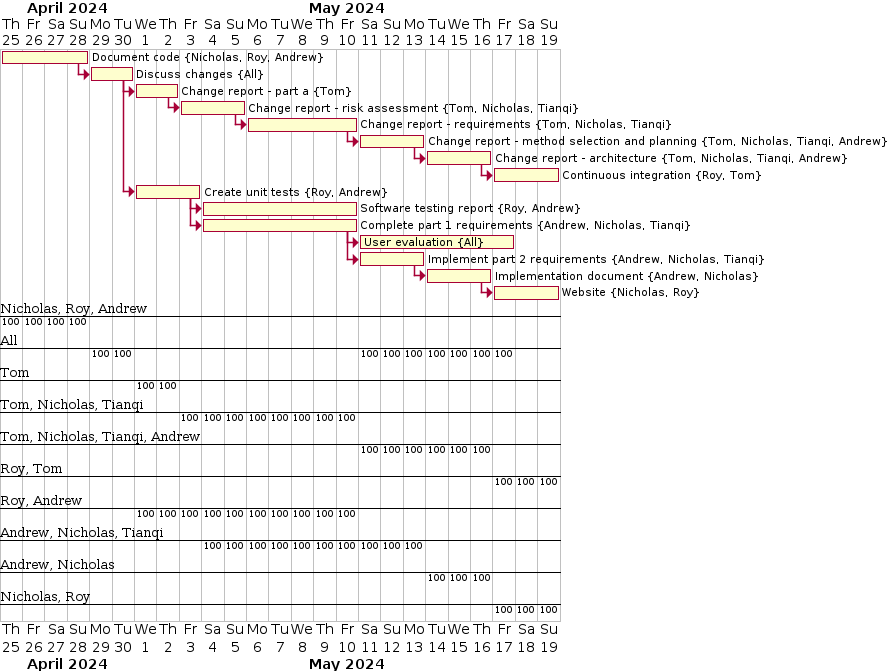 April 2024 May 2024
Th Fr Sa Su Mo Tu We Th Fr Sa Su Mo Tu We Th Fr Sa Su Mo Tu We Th Fr Sa Su
25 26 27 28 29 30 1 2 3 4 5 6 7 8 9 10 11 12 13 14 15 16 17 18 19
Document code {Nicholas, Roy, Andrew}
Discuss changes {All}
Change report - part a {Tom}
Change report - risk assessment {Tom, Nicholas, Tianqi}
Change report - requirements {Tom, Nicholas, Tianqi}
Change report - method selection and planning {Tom, Nicholas, Tianqi, Andrew}
Change report - architecture {Tom, Nicholas, Tianqi, Andrew}
Continuous integration {Roy, Tom}
Create unit tests {Roy, Andrew}
Software testing report {Roy, Andrew}
Complete part 1 requirements {Andrew, Nicholas, Tianqi}
User evaluation {All}
Implement part 2 requirements {Andrew, Nicholas, Tianqi}
Implementation document {Andrew, Nicholas}
Website {Nicholas, Roy}
Nicholas, Roy, Andrew
100 100 100 100
All
100 100 100 100 100 100 100 100 100
Tom
100 100
Tom, Nicholas, Tianqi
100 100 100 100 100 100 100 100
Tom, Nicholas, Tianqi, Andrew
100 100 100 100 100 100
Roy, Tom
100 100 100
Roy, Andrew
100 100 100 100 100 100 100 100 100 100
Andrew, Nicholas, Tianqi
100 100 100 100 100 100 100 100 100 100
Andrew, Nicholas
100 100 100
Nicholas, Roy
100 100 100
Th Fr Sa Su Mo Tu We Th Fr Sa Su Mo Tu We Th Fr Sa Su Mo Tu We Th Fr Sa Su
25 26 27 28 29 30 1 2 3 4 5 6 7 8 9 10 11 12 13 14 15 16 17 18 19
April 2024 May 2024